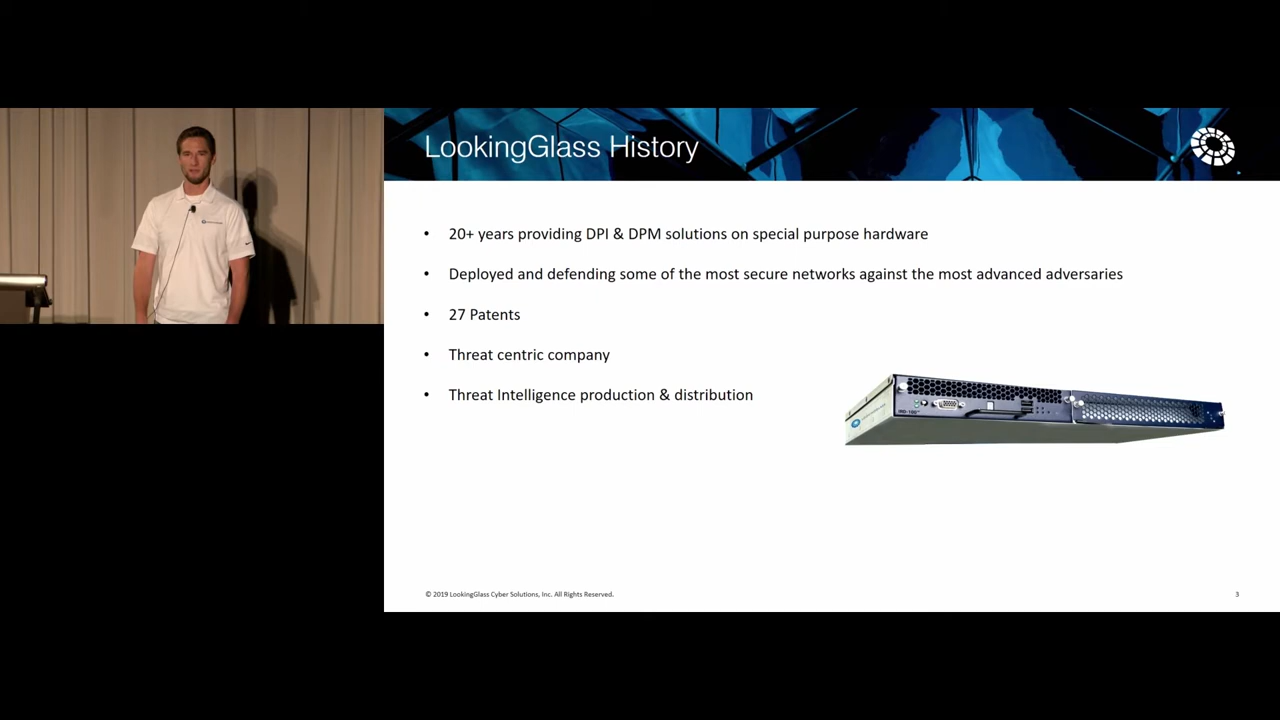 LookingGlass History
• 20+ years providing DPI & DPM solutions on special purpose hardware
• Deployed and defending some of the most secure networks against the most advanced adversaries
• 27 Patents
• Threat centric company
• Threat Intelligence production & distribution
© 2019 LookingGlass Cyber Solutions, Inc. All Rights Reserved.
3